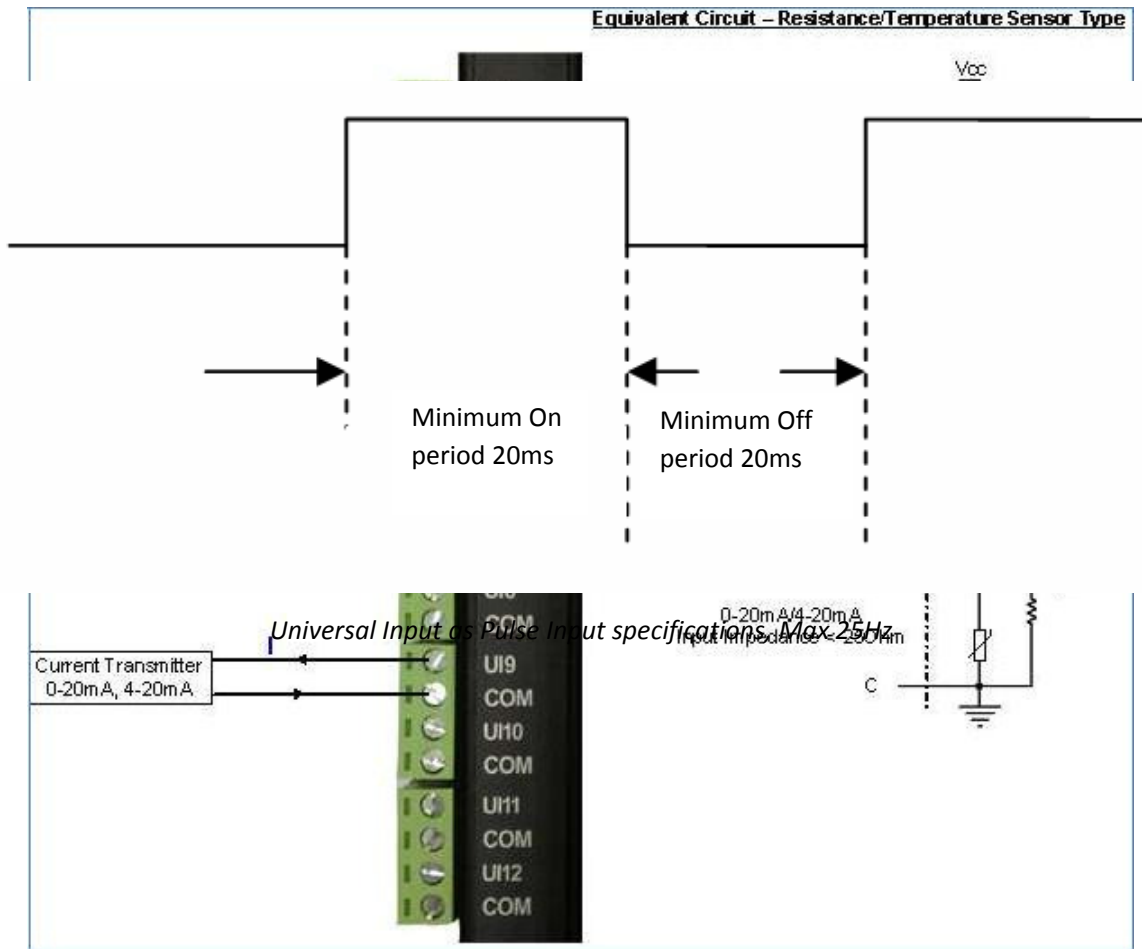 Equivalent Circuit – Resistance/Temperature Sensor Type
Vcc
Minimum On
period 20ms
Minimum Off
period 20ms
COM
0-20mA/4-20mA
Universal Input as Pulse Input specifications. Max 25Hz.
Input Impedance <
Current Transmitter
0-20mA, 4-20mA
I
UI9
COM
C
UI10
COM
UI11
COM
UI12
COM